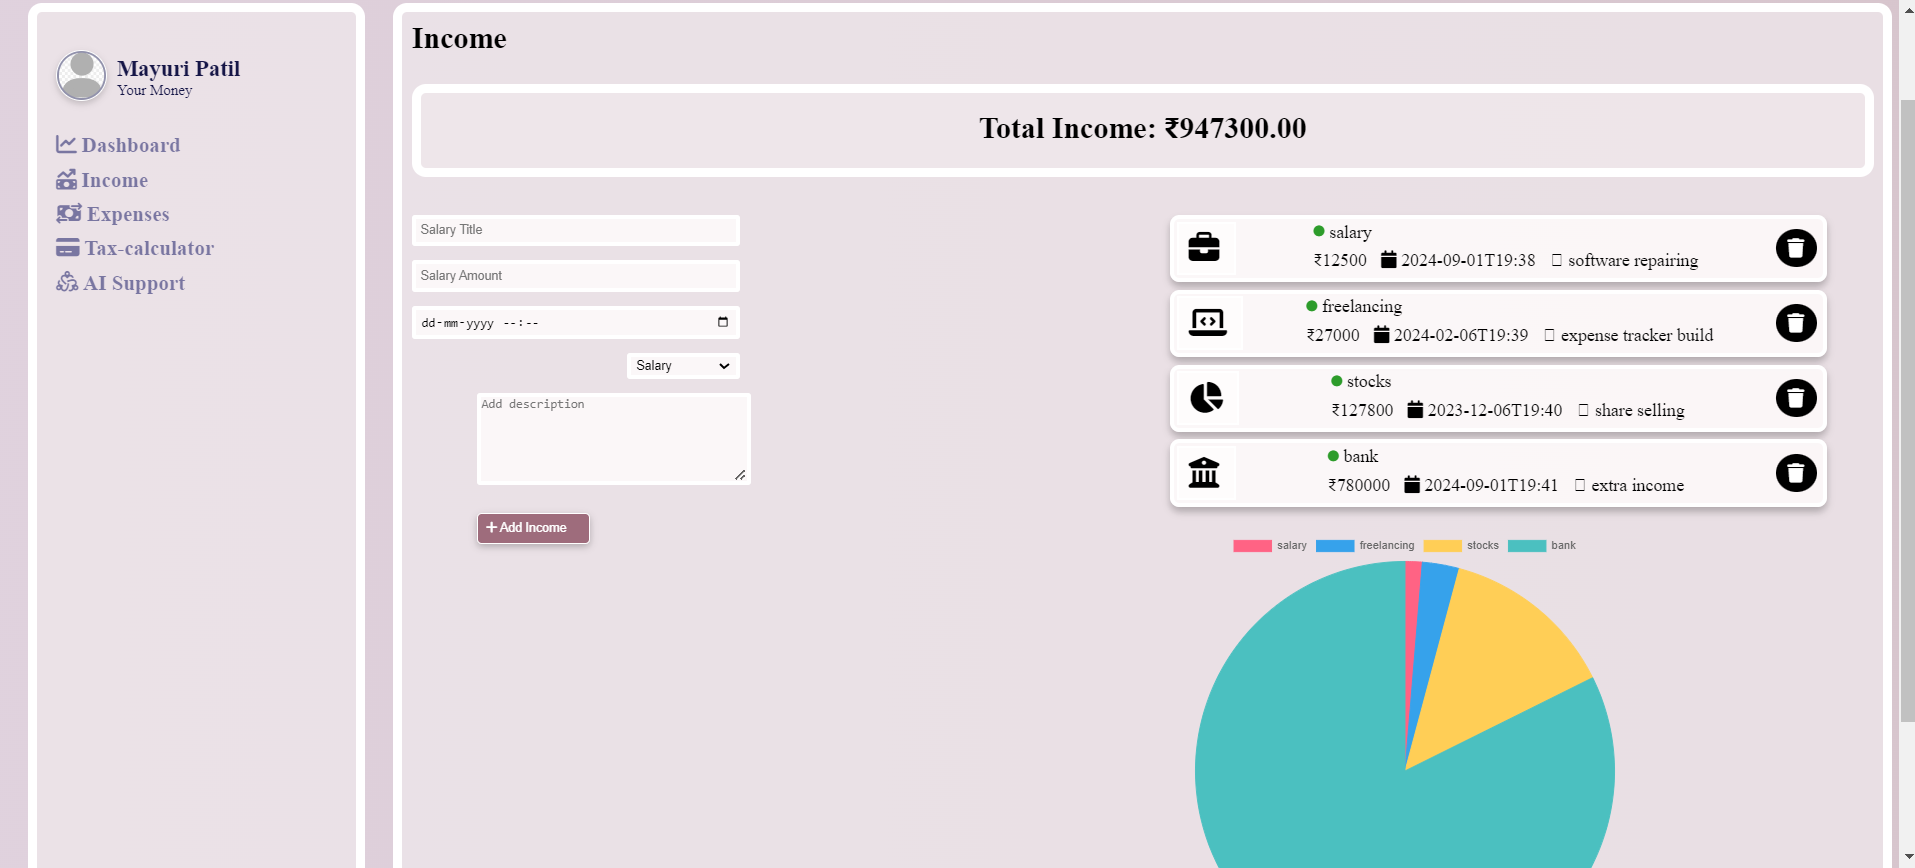 Mayuri Patil
Your Money
Dashboard
Income
Expenses
Tax-calculator
AI Support
Income
Total Income: ₹947300.00
Salary Title
Salary Amount
dd-mm-yyyy --:--
Salary
Add description
Add Income
salary
₹12500 2024-09-01T19:38 software repairing
freelancing
₹27000 2024-02-06T19:39 expense tracker build
stocks
₹127800 2023-12-06T19:40 share selling
bank
₹780000 2024-09-01T19:41 extra income
salary freelancing stocks bank